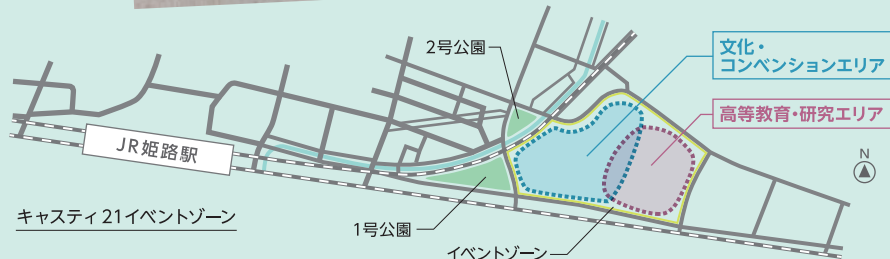 文化・
コンベンションエリア
2号公園
高等教育・研究エリア
JR姫路駅
N
キャスティ21イベントゾーン
1号公園
イベントゾーン